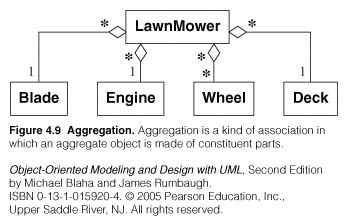 LawnMower
* * * *
1 1 * 1
Blade Engine Wheel Deck
Figure 4.9 Aggregation. Aggregation is a kind of association in
which an aggregate object is made of constituent parts.
Object-Oriented Modeling and Design with UML, Second Edition
by Michael Blaha and James Rumbaugh.
ISBN 0-13-1-015920-4. © 2005 Pearson Education, Inc.,
Upper Saddle River, NJ. All rights reserved.